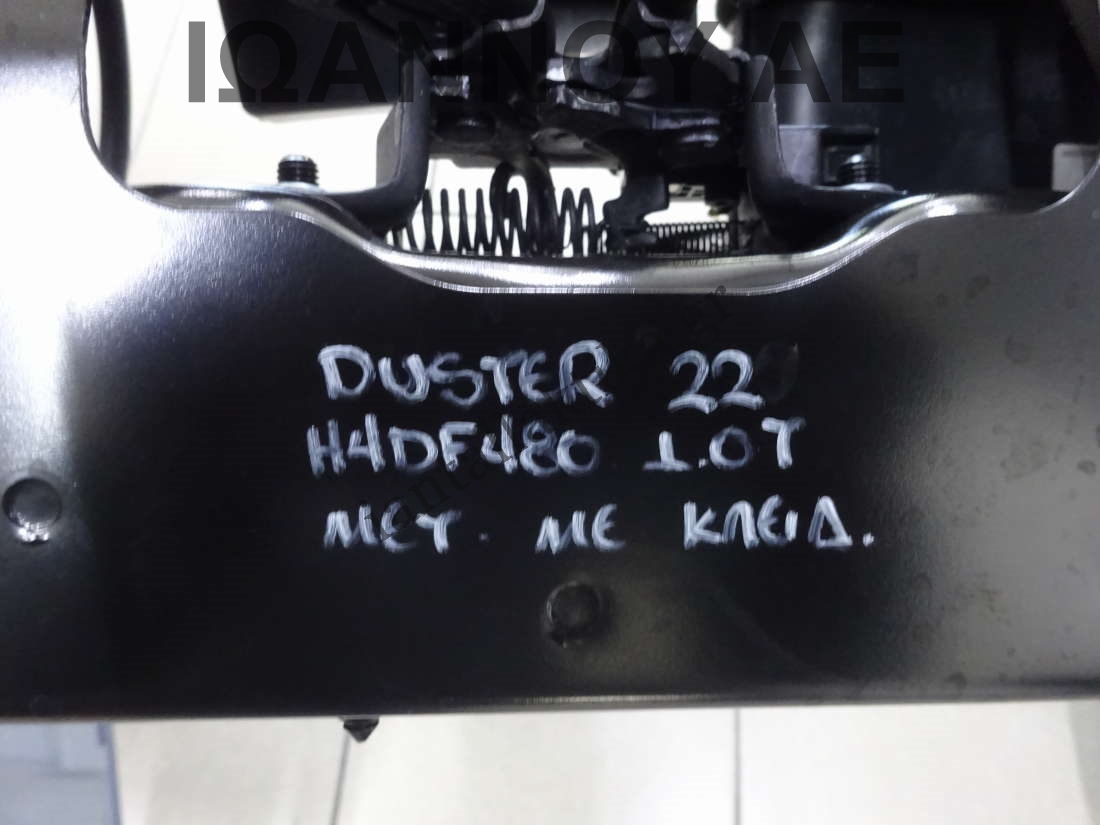 ΙΩΑΝΝΟΥ ΑΕ
DUSTER 22
H4DF480 1.0T
ΜΕΤ. ΜΕ ΚΛΕΙΔ.